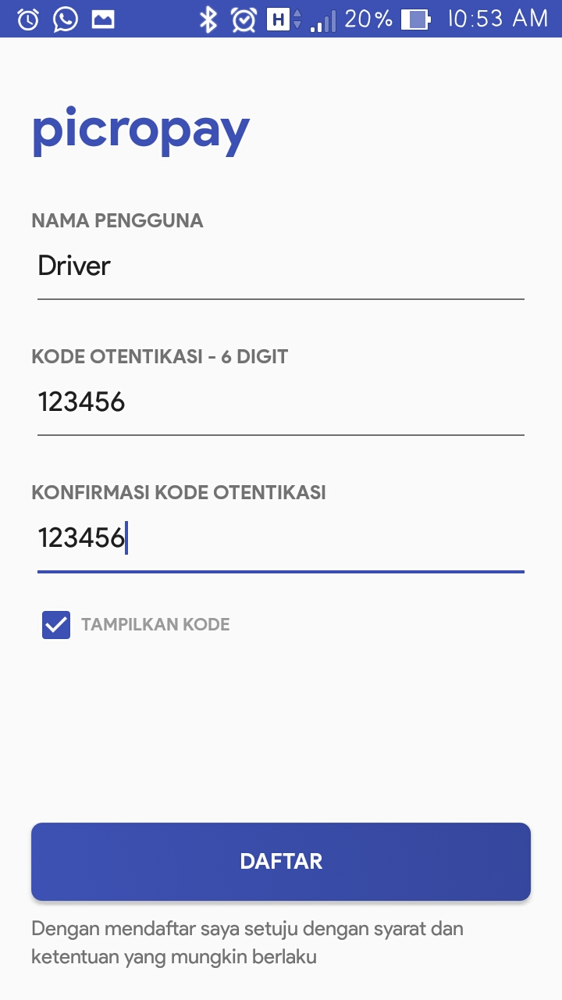 H 20% 10:53 AM
picropay
NAMA PENGGUNA
Driver
KODE OTENTIKASI - 6 DIGIT
123456
KONFIRMASI KODE OTENTIKASI
123456
TAMPILKAN KODE
DAFTAR
Dengan mendaftar saya setuju dengan syarat dan
ketentuan yang mungkin berlaku